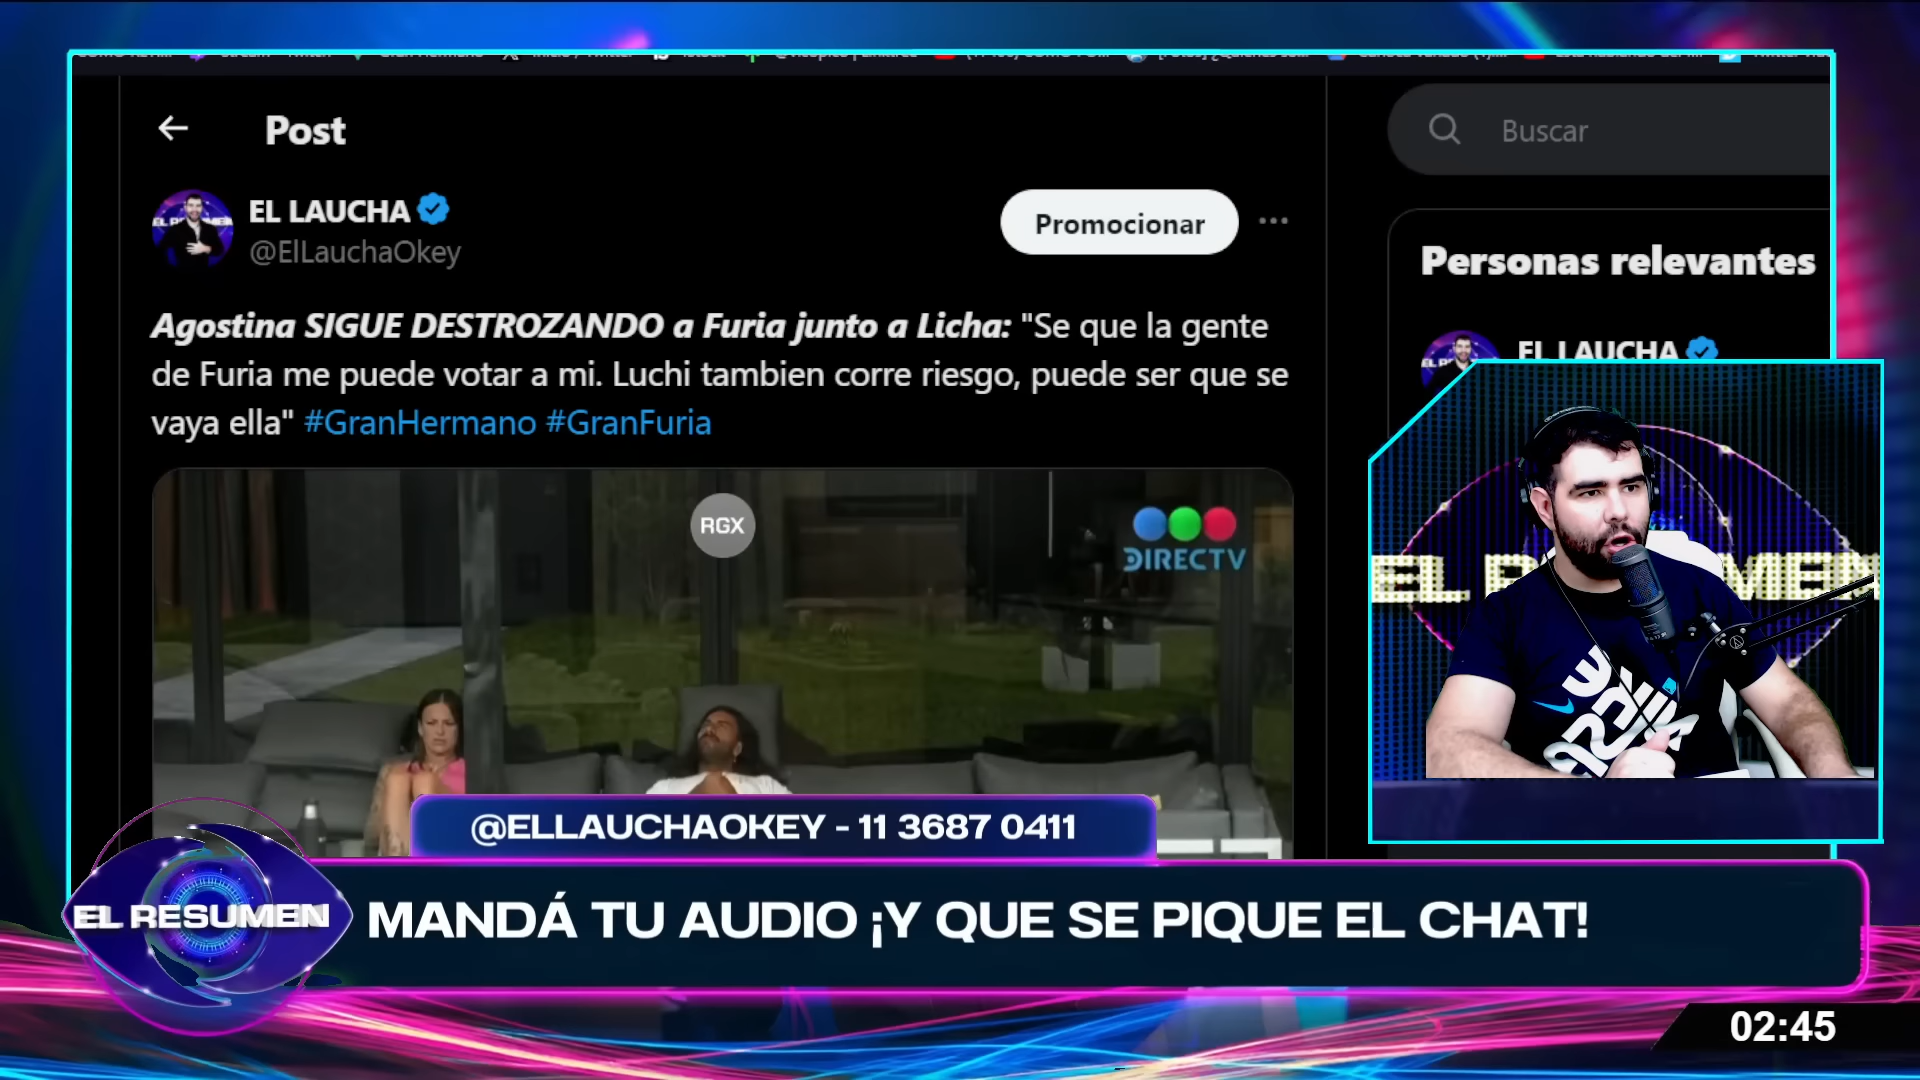 Post
Buscar
EL LAUCHA
@ElLauchaOkey
Promocionar
Personas relevantes
EL LAUCHA
Agostina SIGUE DESTROZANDO a Furia junto a Licha: "Se que la gente
de Furia me puede votar a mi. Luchi tambien corre riesgo, puede ser que se
vaya ella" #GranHermano #GranFuria
RGX
DIRECTV
@ELLAUCHAOKEY - 11 3687 0411
EL RESUMEN
MANDÁ TU AUDIO ¡Y QUE SE PIQUE EL CHAT!
02:45